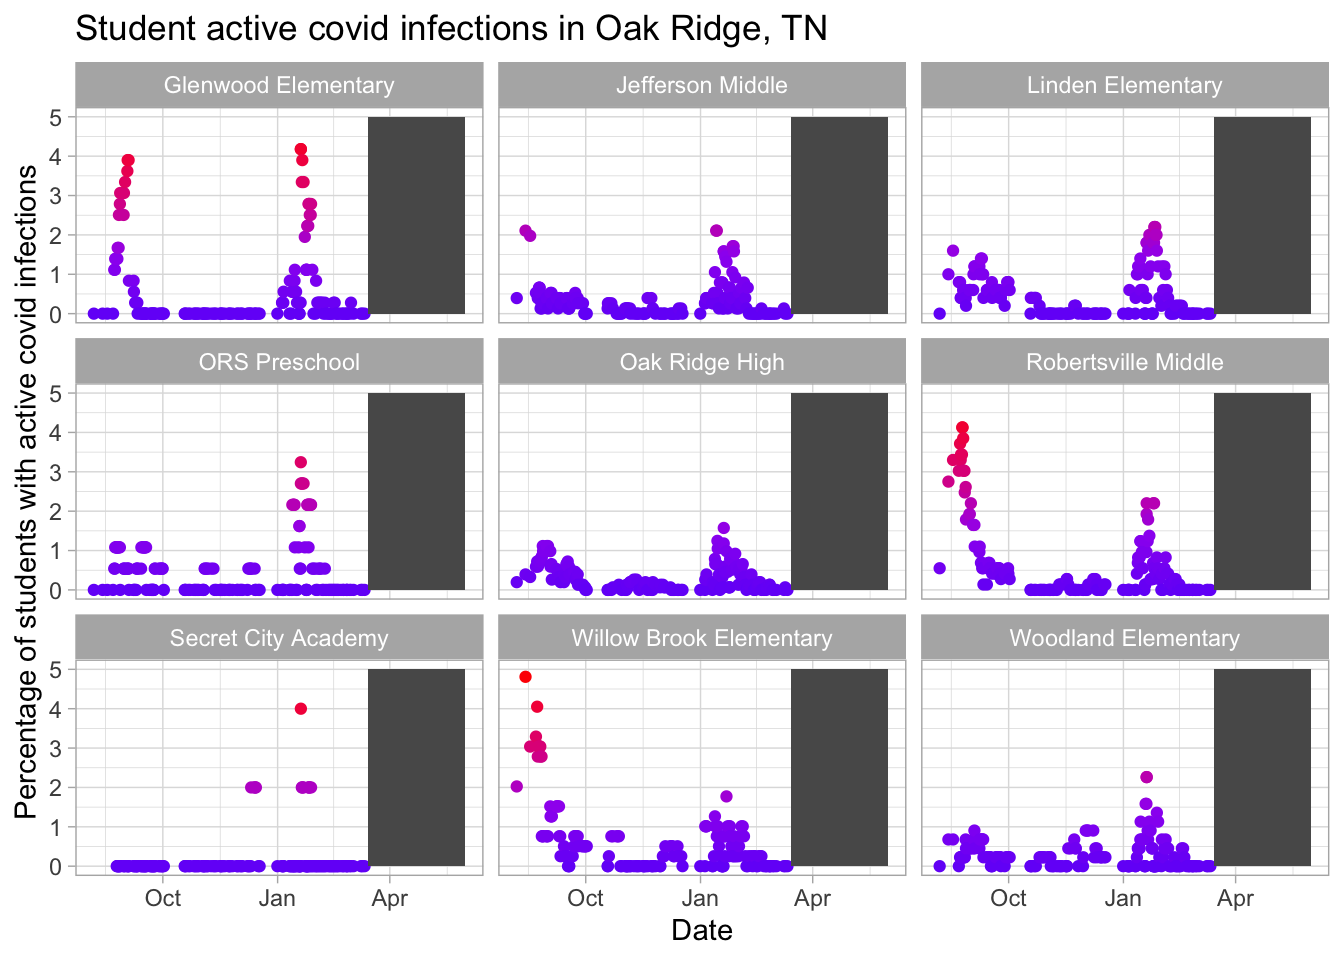 Student active covid infections in Oak Ridge, TN
Glenwood Elementary
Jefferson Middle
Linden Elementary
5
4
3
2
1
0
ORS Preschool
Oak Ridge High
Robertsville Middle
5
4
3
2
1
0
Secret City Academy
Willow Brook Elementary
Woodland Elementary
5
4
3
2
1
0
Percentage of students with active covid infections
Oct Jan Apr
Oct Jan Apr
Oct Jan Apr
Date